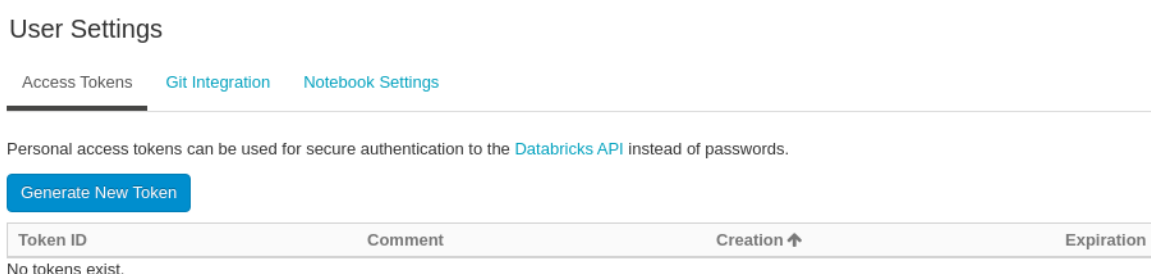 User Settings
Access Tokens Git Integration Notebook Settings
Personal access tokens can be used for secure authentication to the Databricks API instead of passwords.
Generate New Token
Token ID Comment Creation Expiration
No tokens exist.